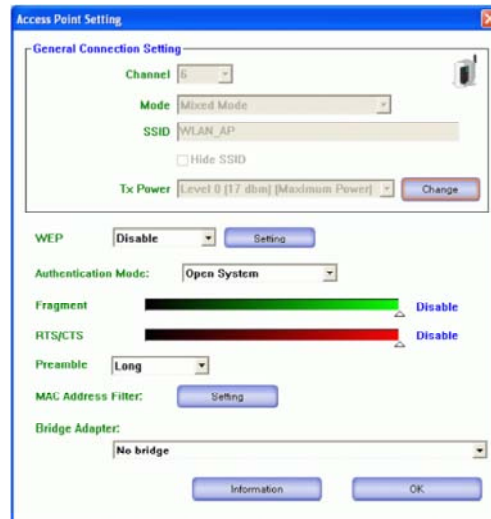 Access Point Setting
General Connection Setting
Channel 6
Mode Mixed Mode
SSID WLAN_AP
Hide SSID
Tx Power Level 0 (17 dbm) (Maximum Power) Change
WEP Disable Setting
Authentication Mode: Open System
Fragment Disable
RTS/CTS Disable
Preamble Long
MAC Address Filter: Setting
Bridge Adapter:
No bridge
Information OK